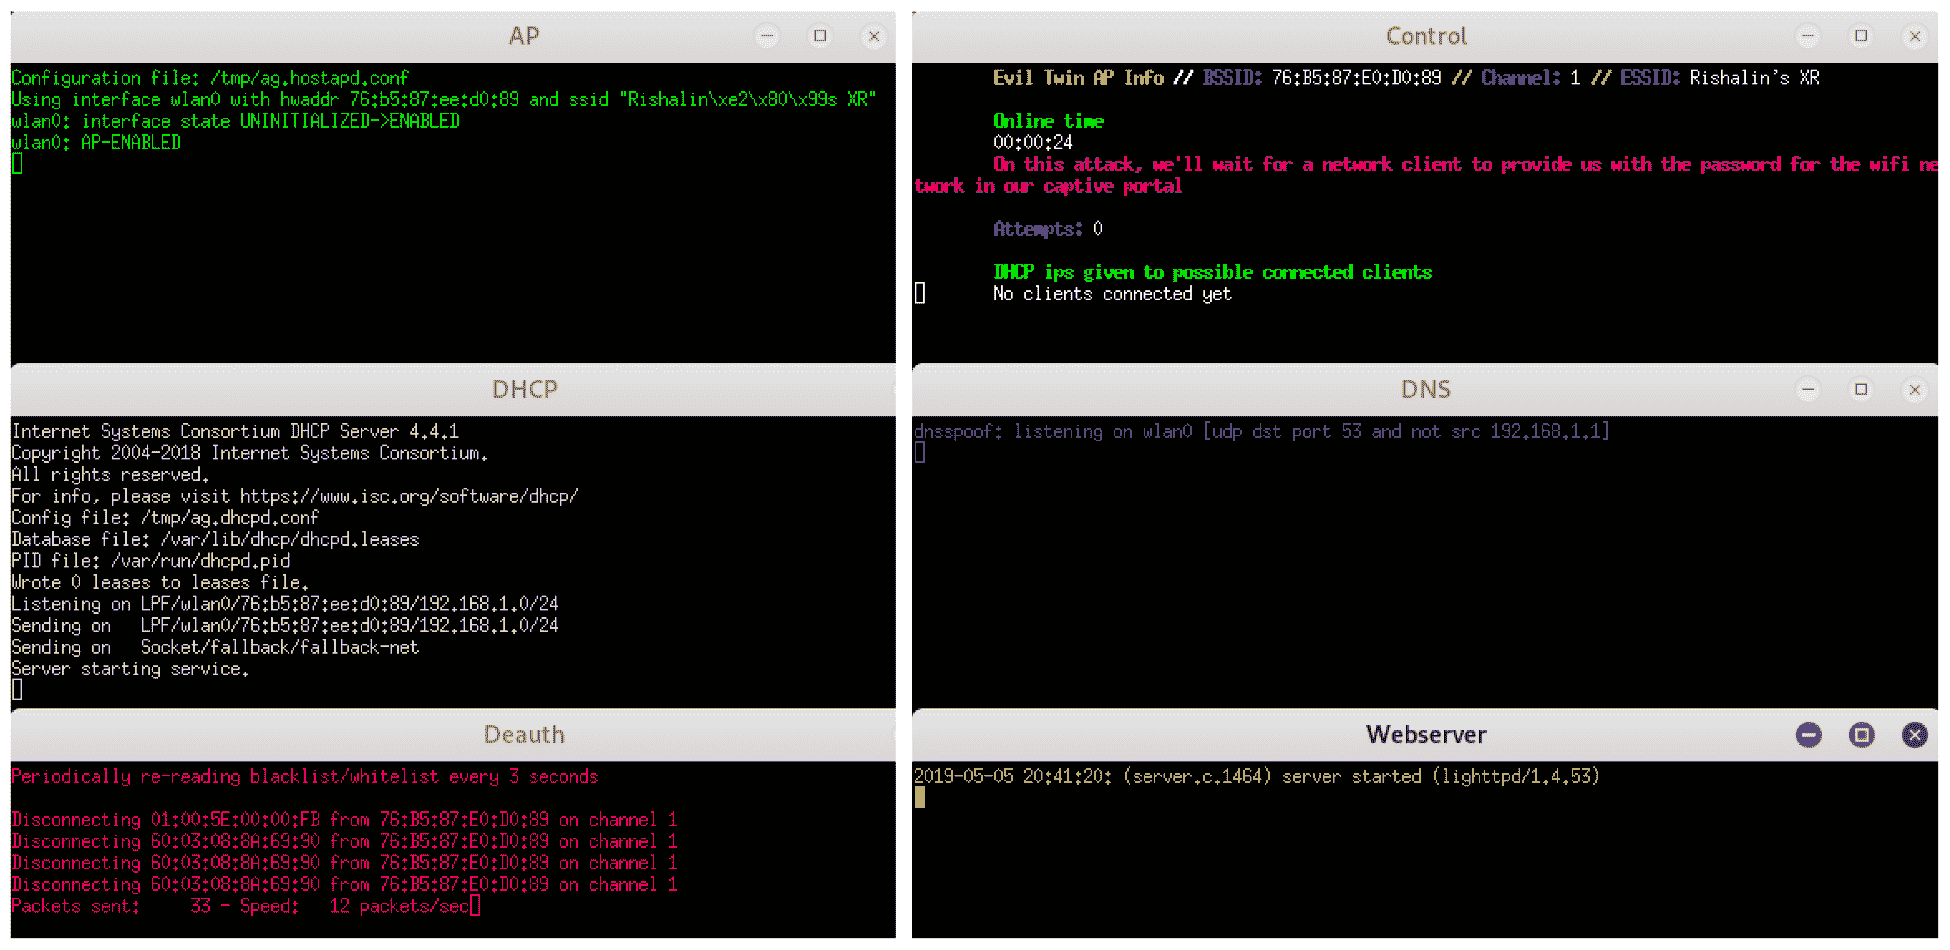 AP
Configuration file: /tmp/ag.hostapd.conf
Using interface wlan0 with hwaddr 76:b5:87:ee:d0:89 and ssid "Rishalin\xe2\x80\x99s XR"
wlan0: interface state UNINITIALIZED->ENABLED
wlan0: AP-ENABLED
Control
Evil Twin AP Info // BSSID: 76:B5:87:E0:D0:89 // Channel: 1 // ESSID: Rishalin's XR
Online time
00:00:24
On this attack, we'll wait for a network client to provide us with the password for the wifi ne
twork in our captive portal
Attempts: 0
DHCP ips given to possible connected clients
No clients connected yet
DHCP
Internet Systems Consortium DHCP Server 4.4.1
Copyright 2004-2018 Internet Systems Consortium.
All rights reserved.
For info, please visit https://www.isc.org/software/dhcp/
Config file: /tmp/ag.dhcpd.conf
Database file: /var/lib/dhcp/dhcpd.leases
PID file: /var/run/dhcpd.pid
Wrote 0 leases to leases file.
Listening on LPF/wlan0/76:b5:87:ee:d0:89/192.168.1.0/24
Sending on   LPF/wlan0/76:b5:87:ee:d0:89/192.168.1.0/24
Sending on   Socket/fallback/fallback-net
Server starting service.
DNS
dnsspoof: listening on wlan0 [udp dst port 53 and not src 192.168.1.1]
Deauth
Periodically re-reading blacklist/whitelist every 3 seconds
Disconnecting 01:00:5E:00:00:FB from 76:B5:87:E0:D0:89 on channel 1
Disconnecting 60:03:08:8A:69:90 from 76:B5:87:E0:D0:89 on channel 1
Disconnecting 60:03:08:8A:69:90 from 76:B5:87:E0:D0:89 on channel 1
Disconnecting 60:03:08:8A:69:90 from 76:B5:87:E0:D0:89 on channel 1
Packets sent:     33 - Speed:   12 packets/sec
Webserver
2019-05-05 20:41:20: (server.c.1464) server started (lighttpd/1.4.53)